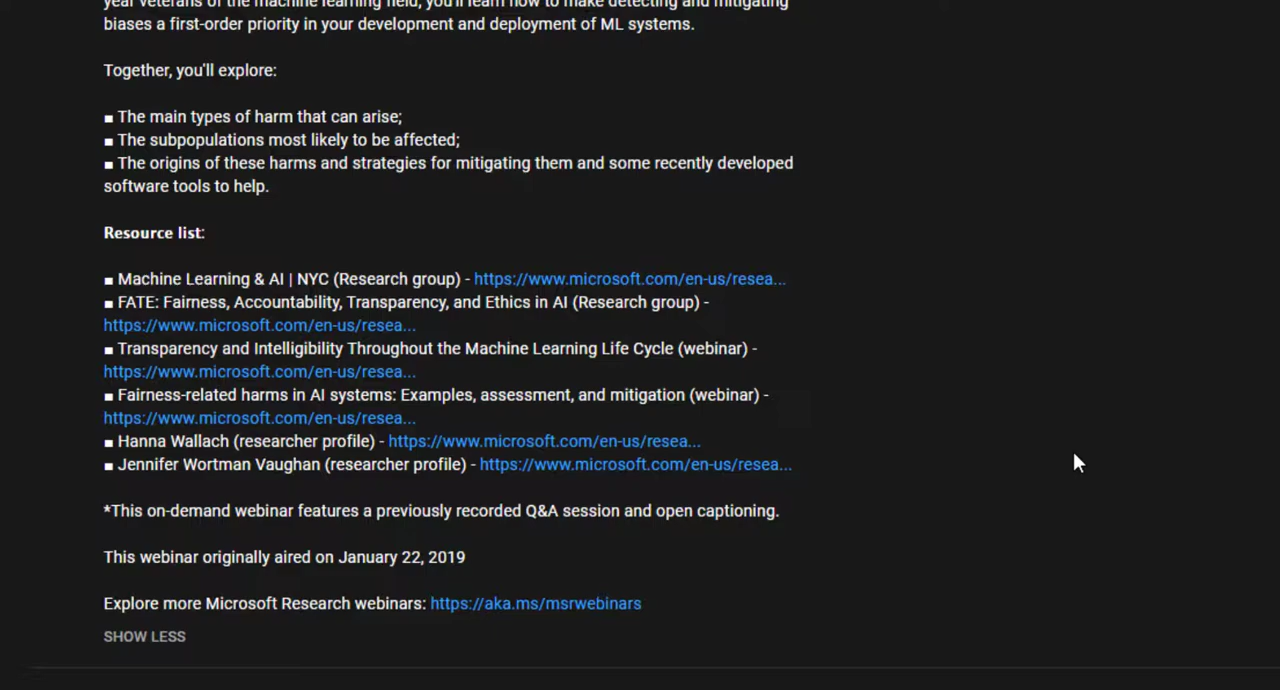 year veterans of the machine learning field, you'll learn how to make detecting and mitigating
biases a first-order priority in your development and deployment of ML systems.
Together, you'll explore:
■ The main types of harm that can arise;
■ The subpopulations most likely to be affected;
■ The origins of these harms and strategies for mitigating them and some recently developed
software tools to help.
Resource list:
■ Machine Learning & AI | NYC (Research group) - https://www.microsoft.com/en-us/resea...
■ FATE: Fairness, Accountability, Transparency, and Ethics in AI (Research group) -
https://www.microsoft.com/en-us/resea...
■ Transparency and Intelligibility Throughout the Machine Learning Life Cycle (webinar) -
https://www.microsoft.com/en-us/resea...
■ Fairness-related harms in AI systems: Examples, assessment, and mitigation (webinar) -
https://www.microsoft.com/en-us/resea...
■ Hanna Wallach (researcher profile) - https://www.microsoft.com/en-us/resea...
■ Jennifer Wortman Vaughan (researcher profile) - https://www.microsoft.com/en-us/resea...
*This on-demand webinar features a previously recorded Q&A session and open captioning.
This webinar originally aired on January 22, 2019
Explore more Microsoft Research webinars: https://aka.ms/msrwebinars
SHOW LESS